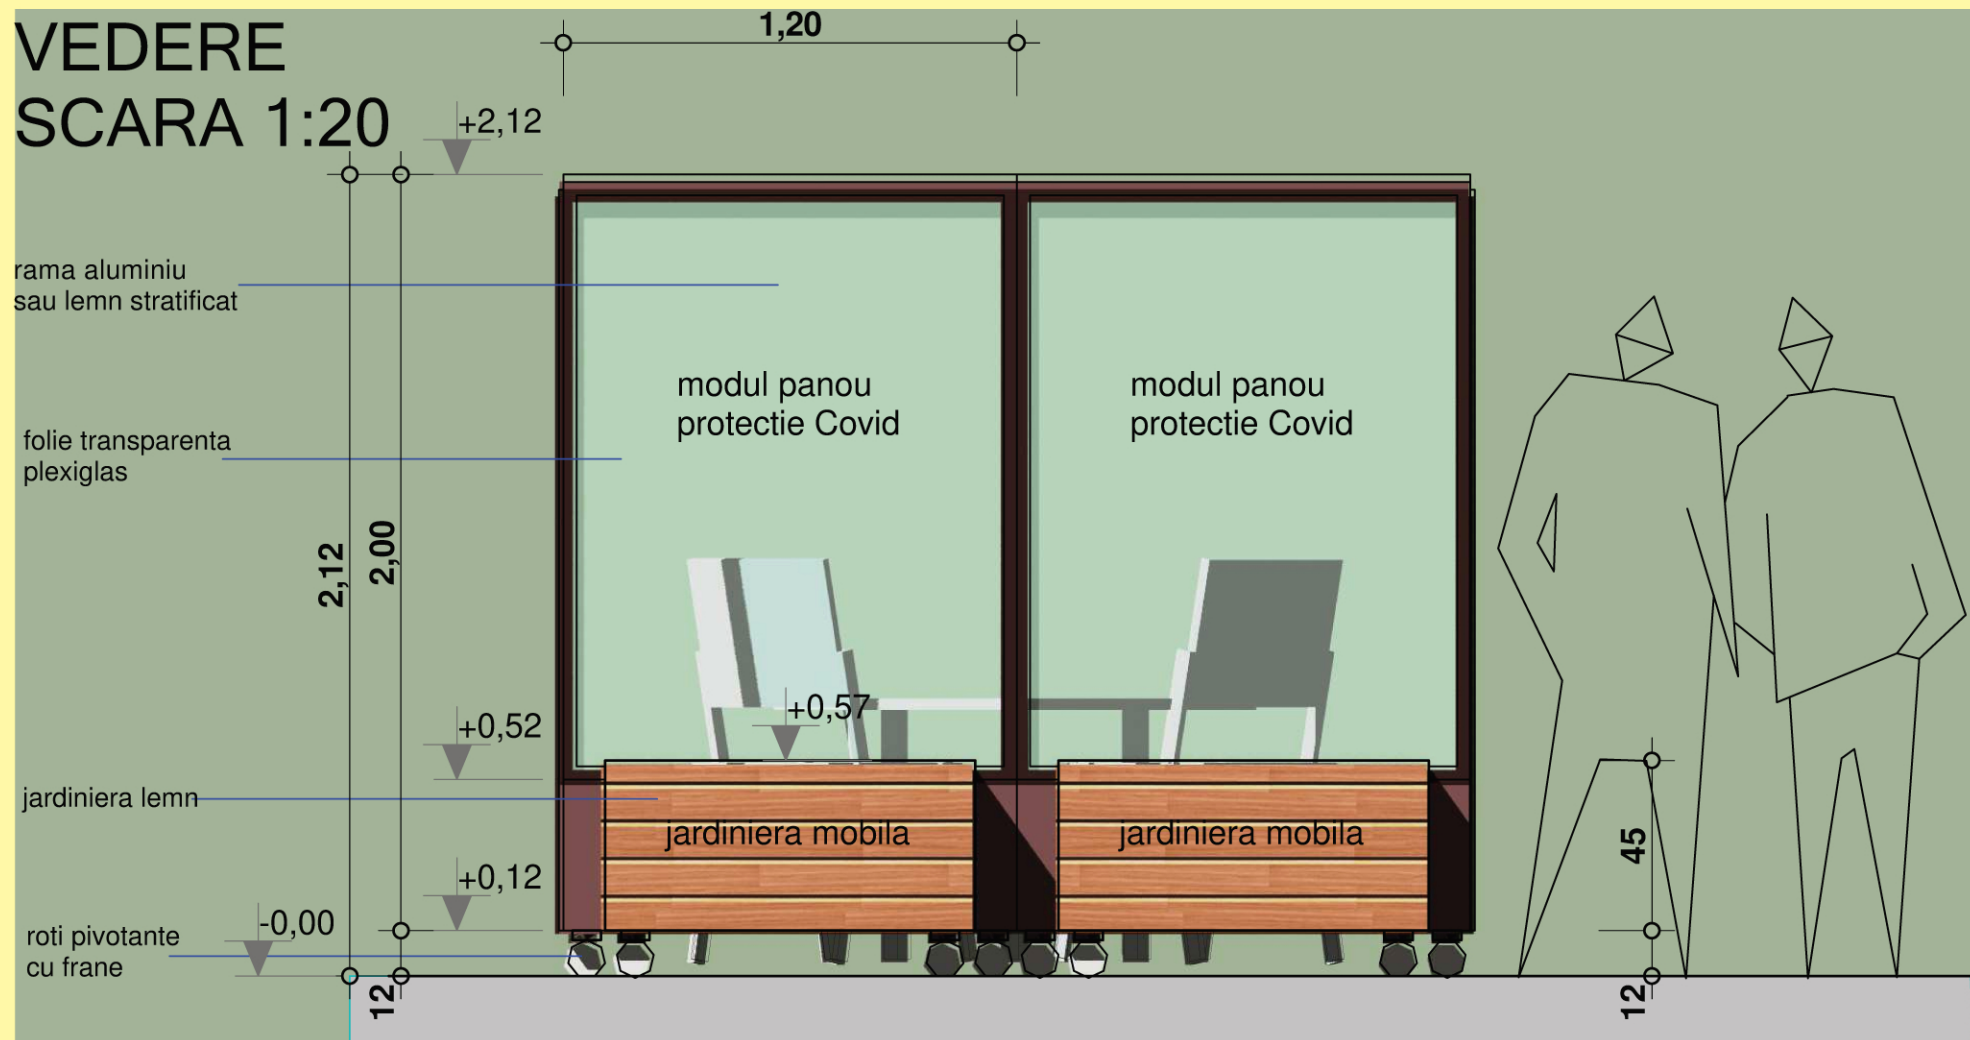 VEDERE
SCARA 1:20
1,20
+2,12
rama aluminiu
sau lemn stratificat
modul panou
protectie Covid
modul panou
protectie Covid
folie transparenta
plexiglas
2,12
2,00
+0,57
+0,52
jardiniera lemn
jardiniera mobila
jardiniera mobila
45
+0,12
-0,00
roti pivotante
cu frane
12
12